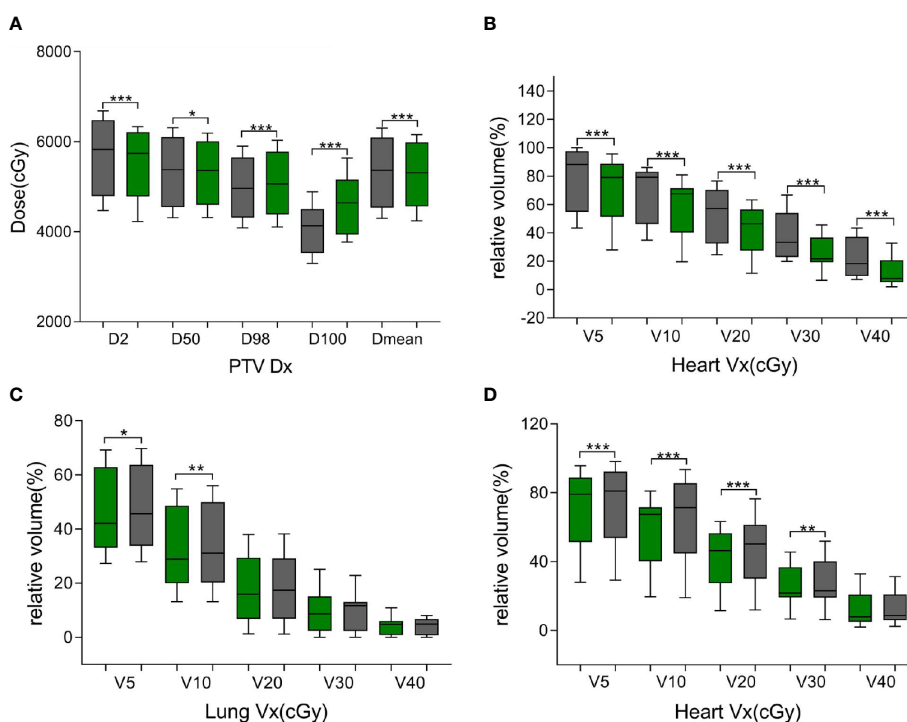 A
8000
6000
4000
2000
Dose(cGy)
***
*
***
***
***
D2 D50 D98 D100 Dmean
PTV Dx
B
140
120
100
80
60
40
20
0
-20
relative volume(%)
***
***
***
***
***
V5 V10 V20 V30 V40
Heart Vx(cGy)
C
80
60
40
20
0
relative volume(%)
*
**
V5 V10 V20 V30 V40
Lung Vx(cGy)
D
120
80
40
0
relative volume(%)
***
***
***
**
V5 V10 V20 V30 V40
Heart Vx(cGy)